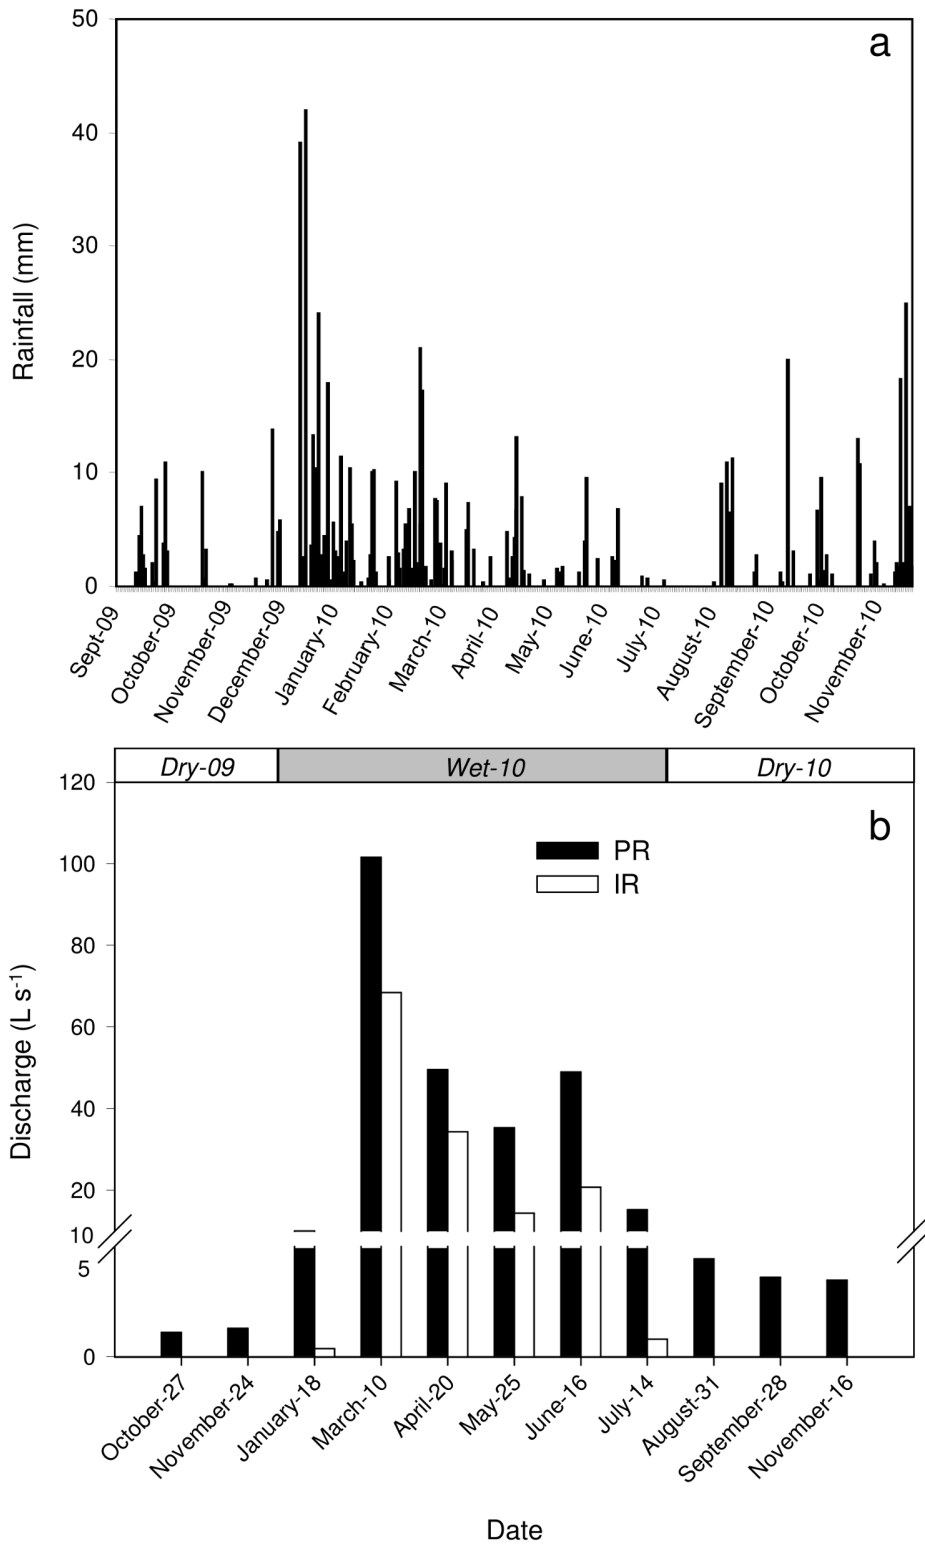 a
50
40
30
20
10
0
Rainfall (mm)
Sept-09
October-09
November-09
December-09
January-10
February-10
March-10
April-10
May-10
June-10
July-10
August-10
September-10
October-10
November-10
Dry-09 Wet-10 Dry-10
b
PR
IR
120
100
80
60
40
20
10
5
0
Discharge (L s⁻¹)
October-27
November-24
January-18
March-10
April-20
May-25
June-16
July-14
August-31
September-28
November-16
Date